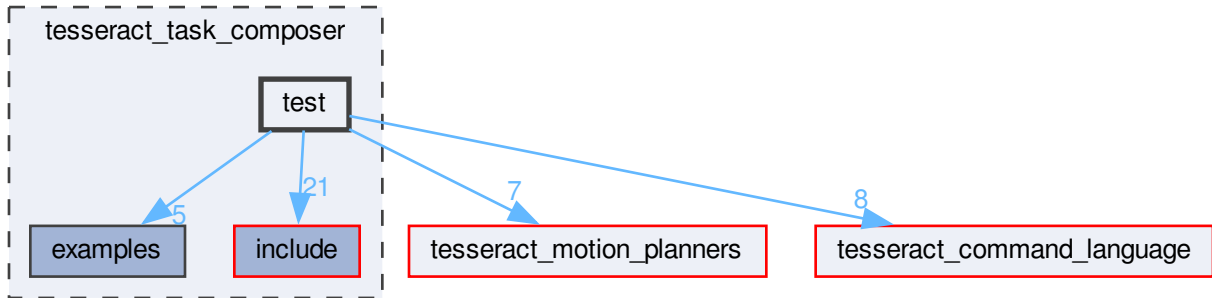 tesseract_task_composer
test
5
21
7
8
examples
include
tesseract_motion_planners
tesseract_command_language